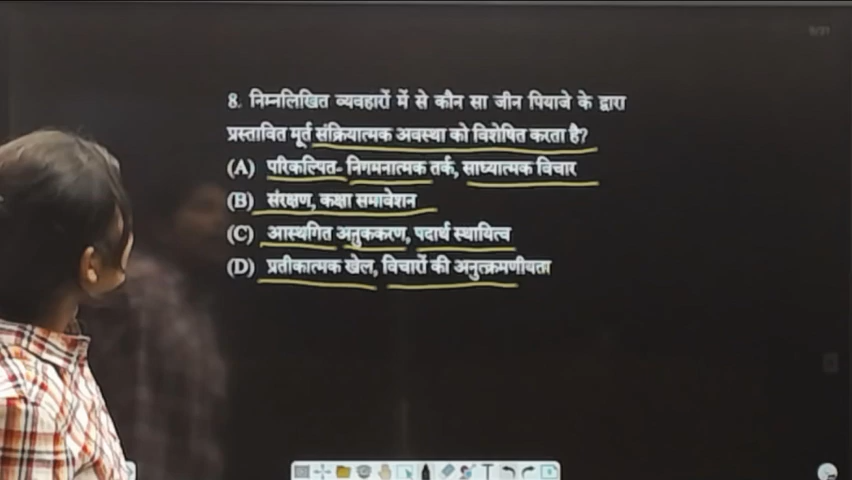 8. निम्नलिखित व्यवहारों में से कौन सा जीन पियाजे के द्वारा
प्रस्तावित मूर्त संक्रियात्मक अवस्था को विशेषित करता है?
(A) परिकल्पित- निगमनात्मक तर्क, साध्यात्मक विचार
(B) संरक्षण, कक्षा समावेशन
(C) आस्थगित अनुककरण, पदार्थ स्थायित्व
(D) प्रतीकात्मक खेल, विचारों की अनुत्क्रमणीयता